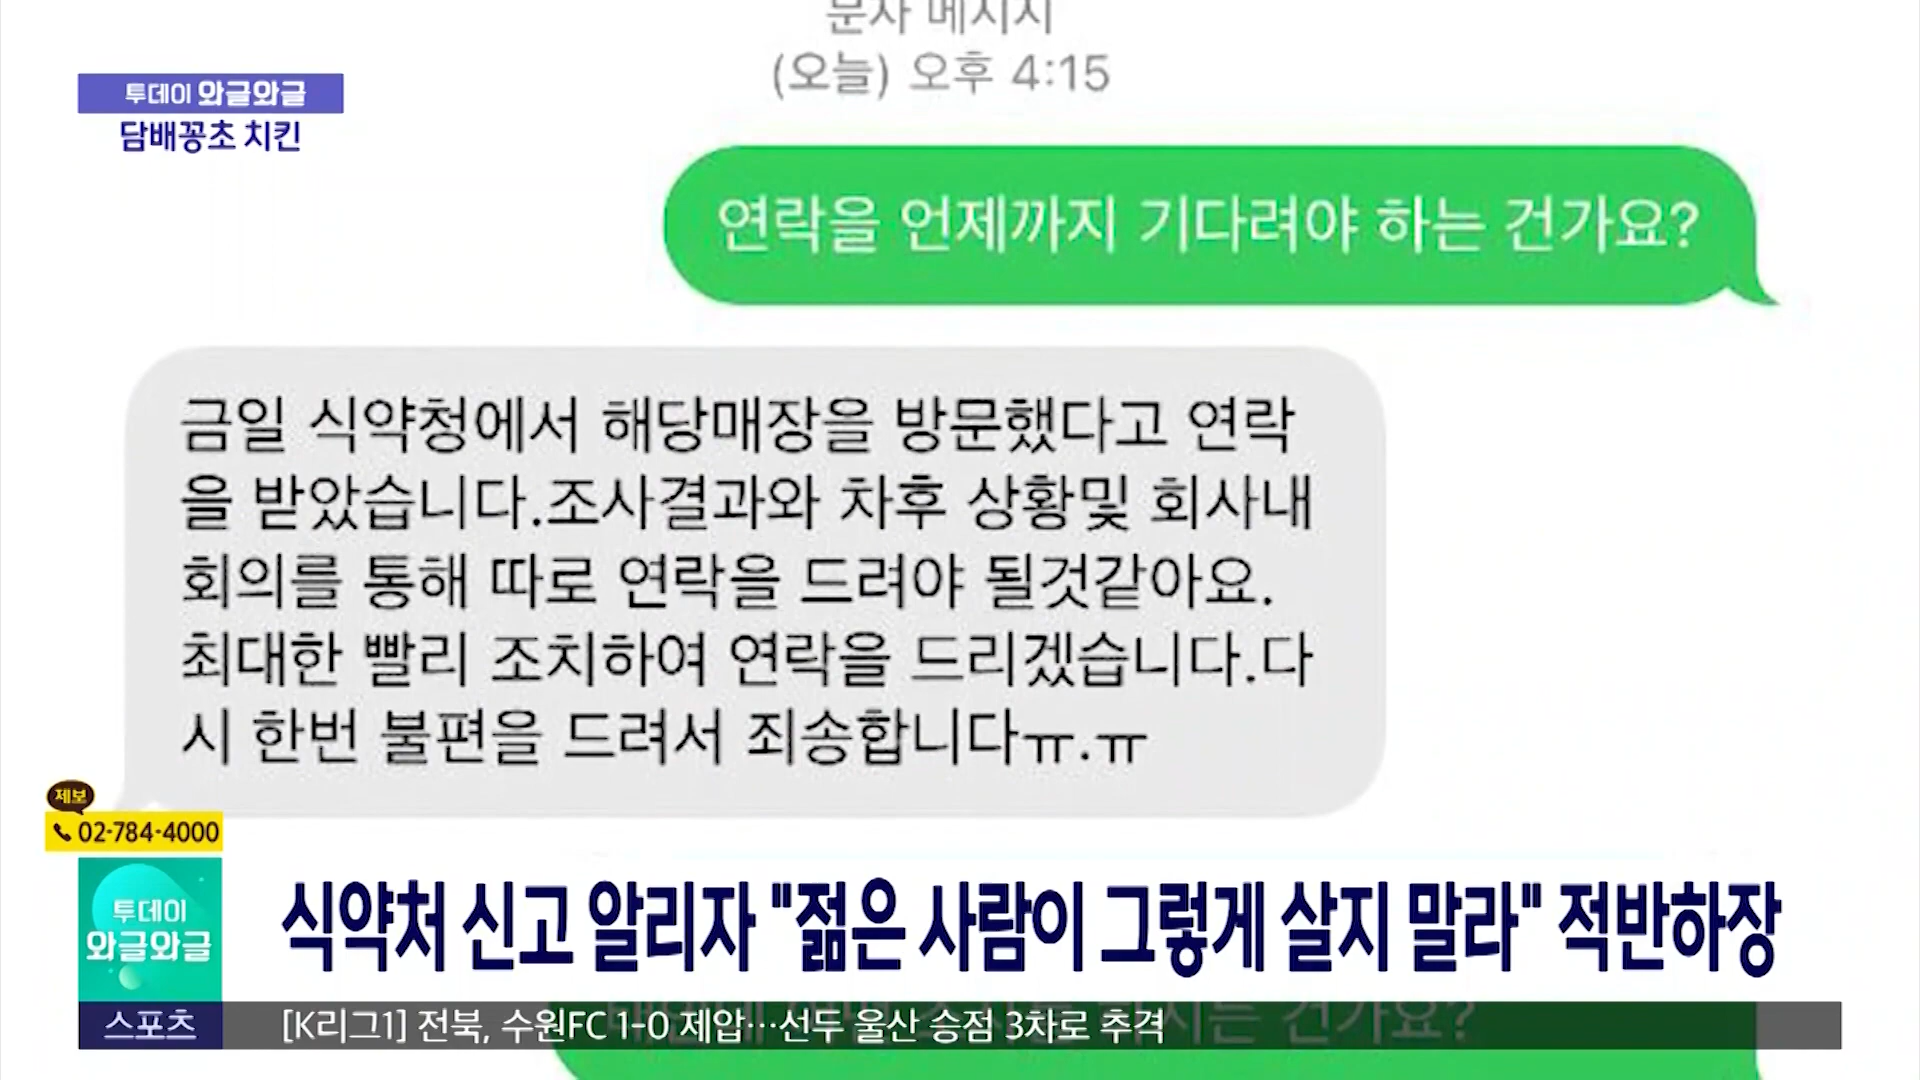 문자 메시지
(오늘) 오후 4:15
투데이 와글와글
담배꽁초 치킨
연락을 언제까지 기다려야 하는 건가요?
금일 식약청에서 해당매장을 방문했다고 연락
을 받았습니다.조사결과와 차후 상황및 회사내
회의를 통해 따로 연락을 드려야 될것같아요.
최대한 빨리 조치하여 연락을 드리겠습니다.다
시 한번 불편을 드려서 죄송합니다ㅠ.ㅠ
제보
02-784-4000
투데이
와글와글
식약처 신고 알리자 "젊은 사람이 그렇게 살지 말라" 적반하장
스포츠
[K리그1] 전북, 수원FC 1-0 제압…선두 울산 승점 3차로 추격
건가요?